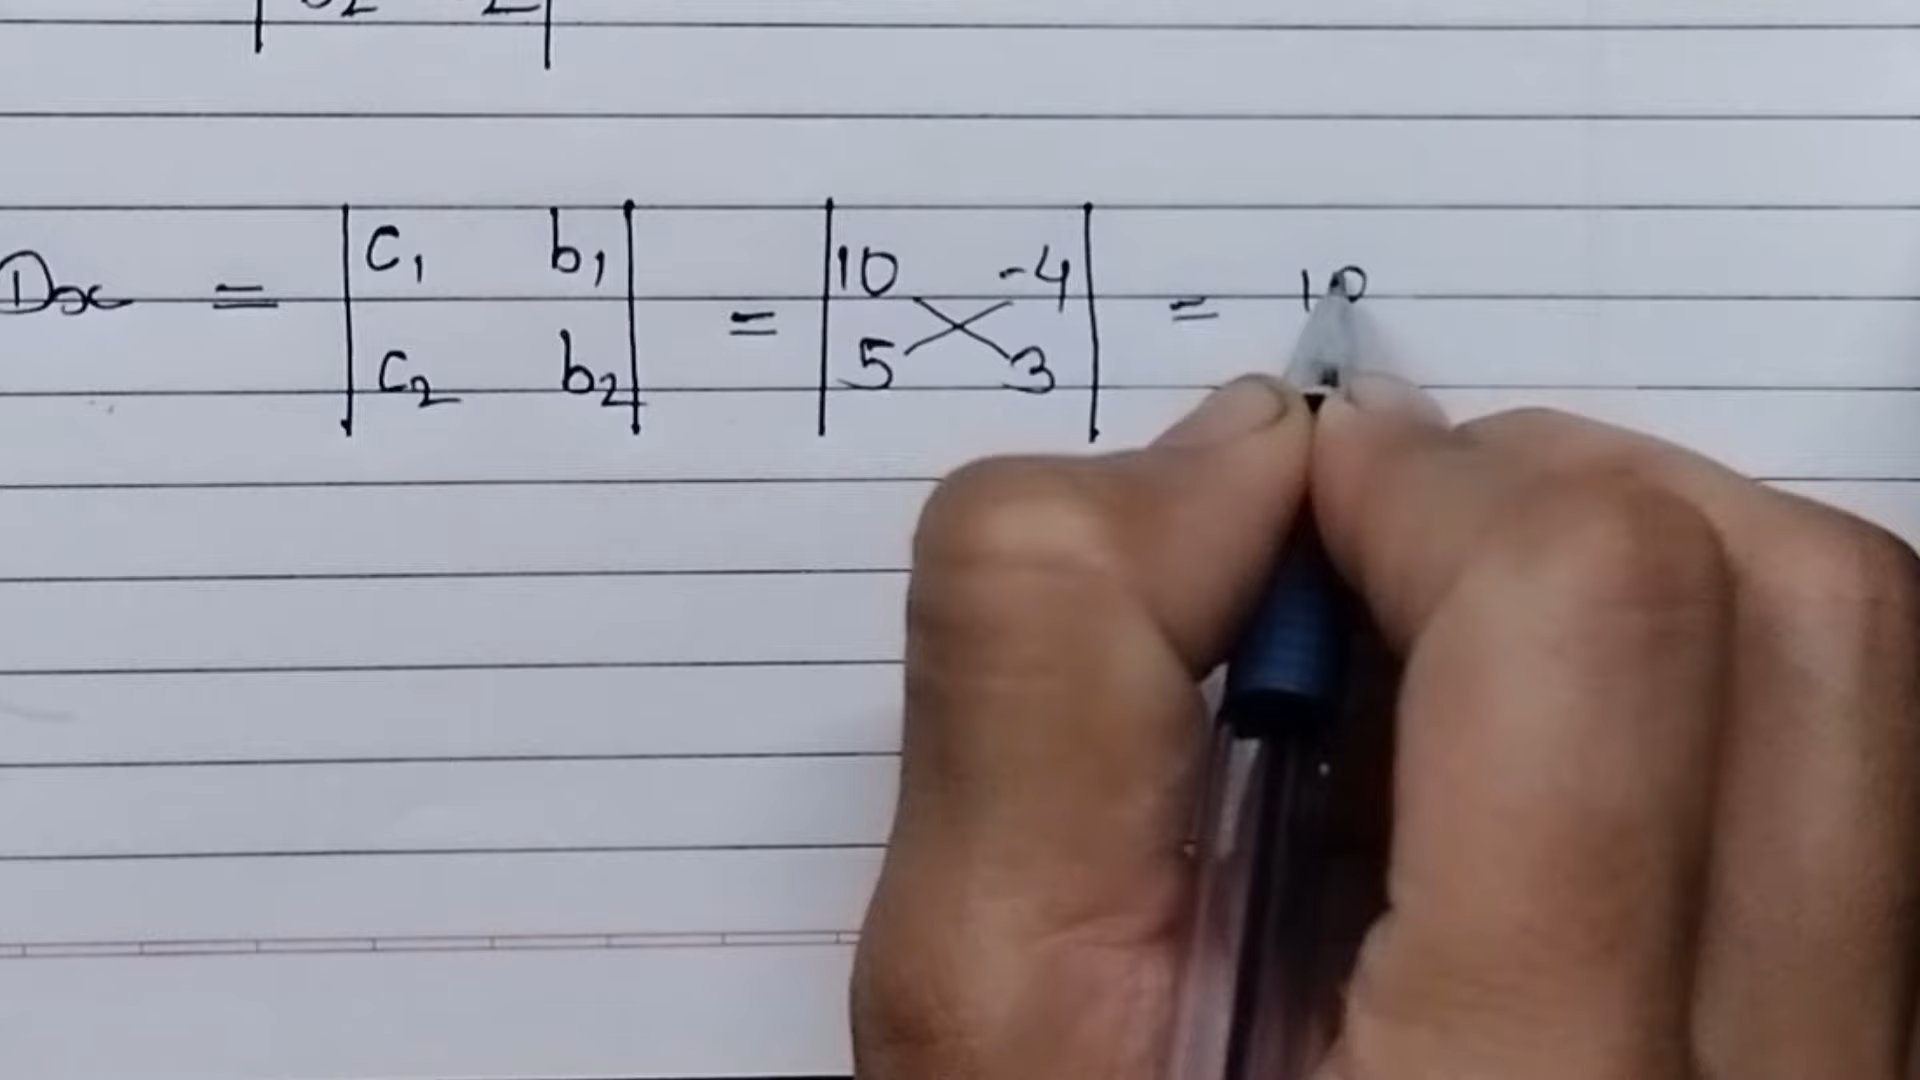 Dx = | c₁ b₁ | = | 10 -4 | = 10
| c₂ b₂ | | 5 3 |